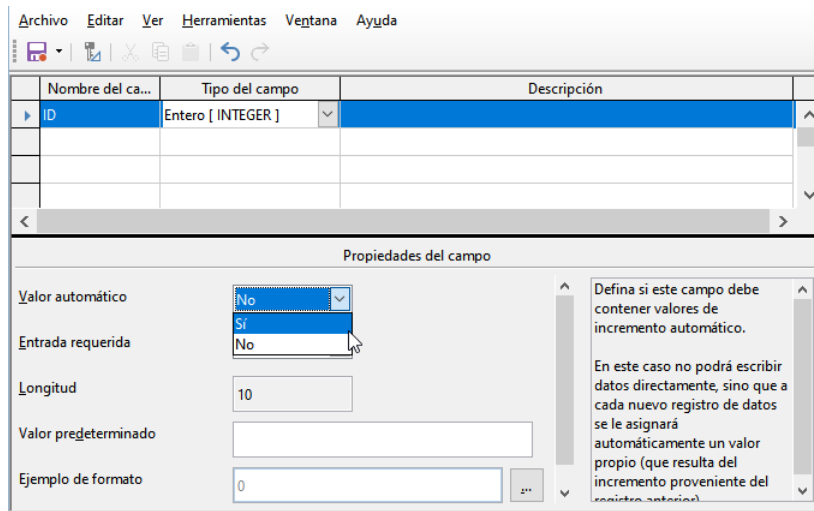 Archivo Editar Ver Herramientas Ventana Ayuda
Nombre del ca... Tipo del campo Descripción
ID Entero [ INTEGER ]
Propiedades del campo
Valor automático No
Sí
No
Entrada requerida
Longitud 10
Valor predeterminado
Ejemplo de formato 0 ...
Defina si este campo debe
contener valores de
incremento automático.
En este caso no podrá escribir
datos directamente, sino que a
cada nuevo registro de datos
se le asignará
automáticamente un valor
propio (que resulta del
incremento proveniente del
registro anterior)